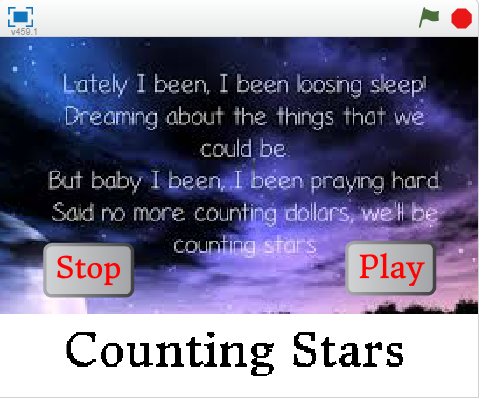 v459.1
Lately I been, I been loosing sleep!
Dreaming about the things that we
could be.
But baby I been, I been praying hard
Said no more counting dollars, we'll be
counting stars
Stop
Play
Counting Stars